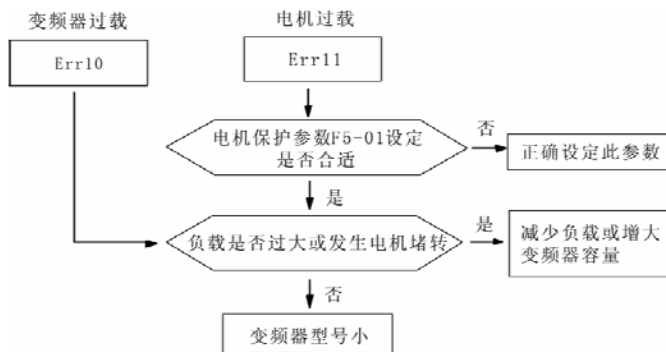 变频器过载
电机过载
Err10
Err11
电机保护参数F5-01设定
是否合适
否
正确设定此参数
是
负载是否过大或发生电机堵转
是
减少负载或增大
变频器容量
否
变频器型号小